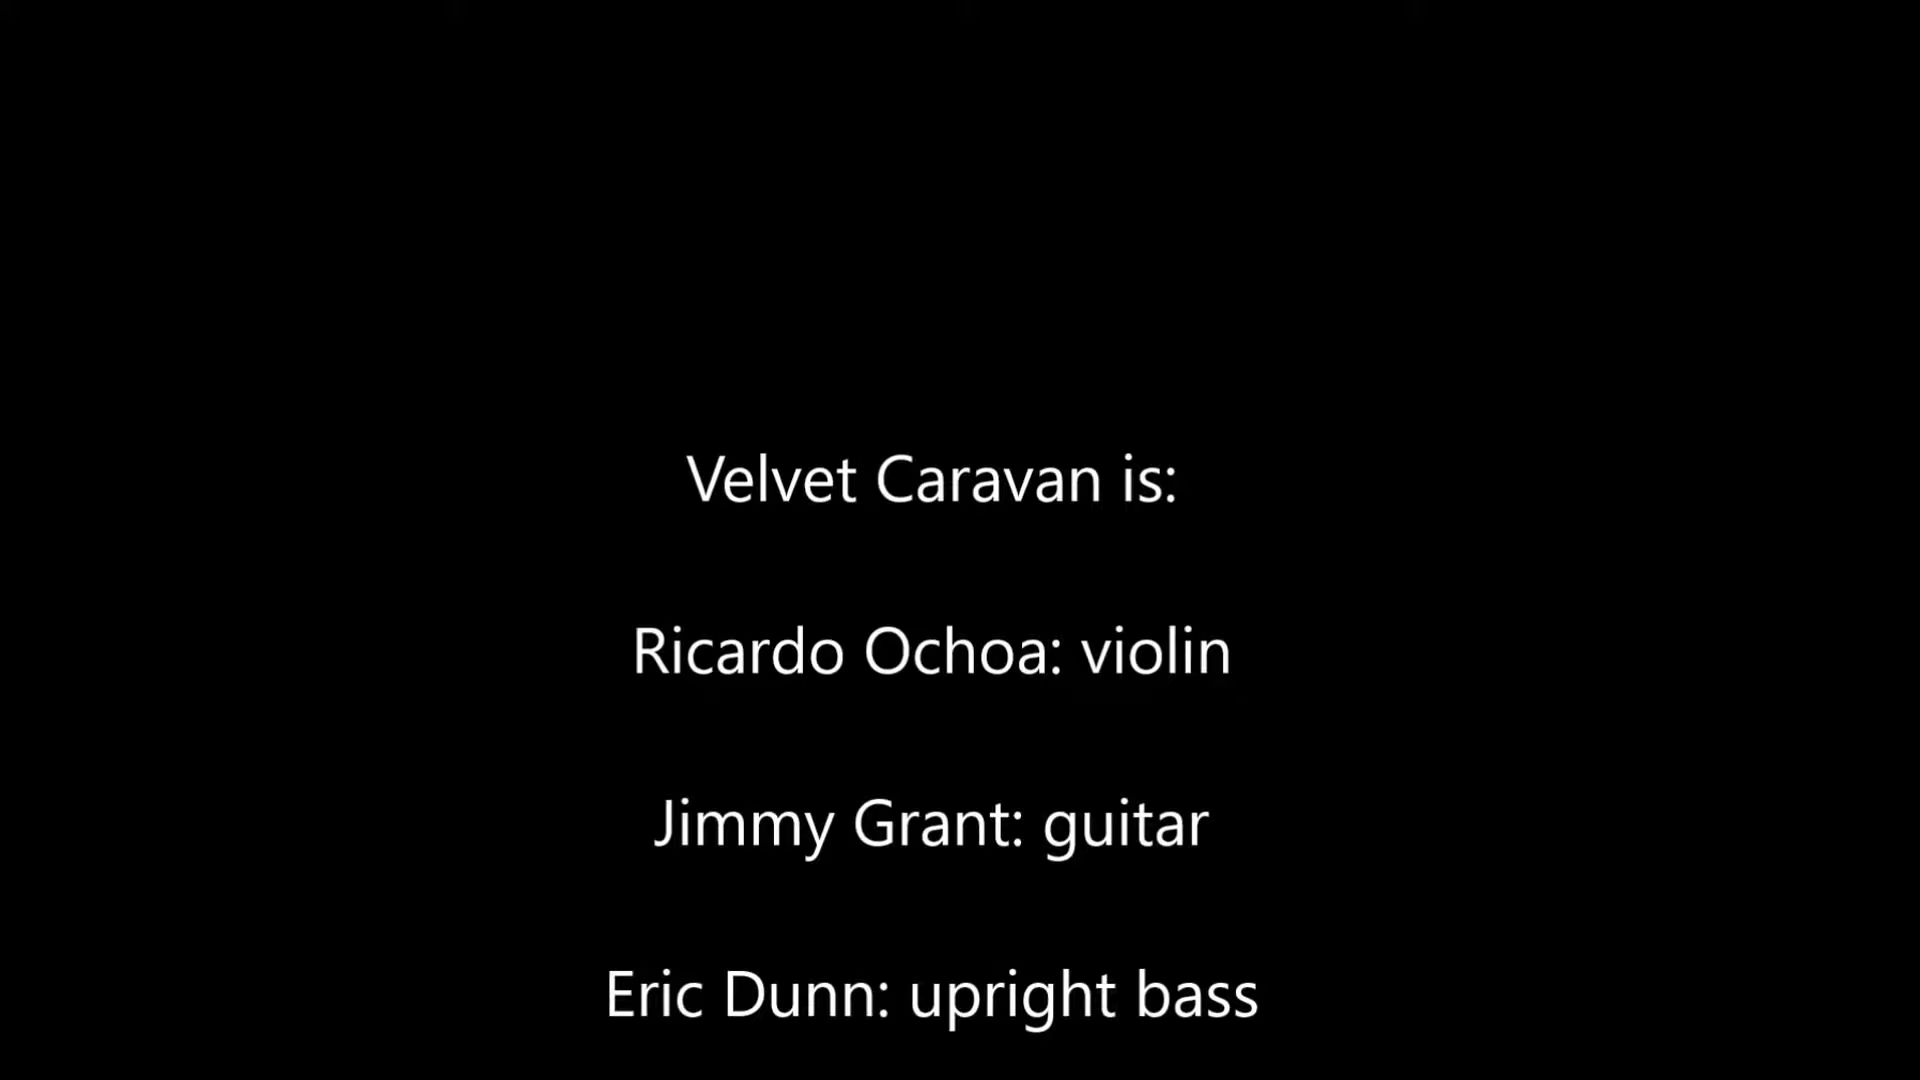 Velvet Caravan is:
Ricardo Ochoa: violin
Jimmy Grant: guitar
Eric Dunn: upright bass